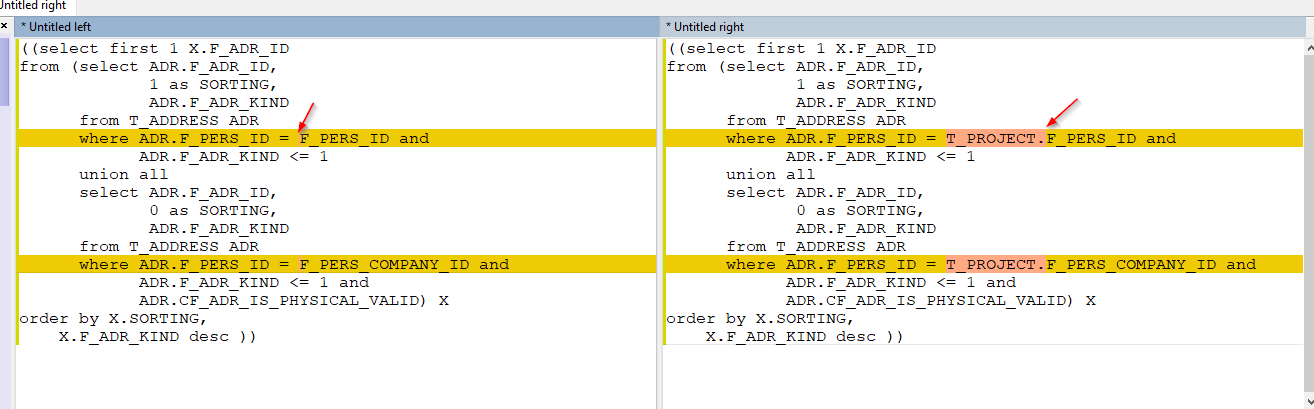 Untitled right
* Untitled left
((select first 1 X.F_ADR_ID
from (select ADR.F_ADR_ID,
1 as SORTING,
ADR.F_ADR_KIND
from T_ADDRESS ADR
where ADR.F_PERS_ID = F_PERS_ID and
ADR.F_ADR_KIND <= 1
union all
select ADR.F_ADR_ID,
0 as SORTING,
ADR.F_ADR_KIND
from T_ADDRESS ADR
where ADR.F_PERS_ID = F_PERS_COMPANY_ID and
ADR.F_ADR_KIND <= 1 and
ADR.CF_ADR_IS_PHYSICAL_VALID) X
order by X.SORTING,
X.F_ADR_KIND desc ))
* Untitled right
((select first 1 X.F_ADR_ID
from (select ADR.F_ADR_ID,
1 as SORTING,
ADR.F_ADR_KIND
from T_ADDRESS ADR
where ADR.F_PERS_ID = T_PROJECT.F_PERS_ID and
ADR.F_ADR_KIND <= 1
union all
select ADR.F_ADR_ID,
0 as SORTING,
ADR.F_ADR_KIND
from T_ADDRESS ADR
where ADR.F_PERS_ID = T_PROJECT.F_PERS_COMPANY_ID and
ADR.F_ADR_KIND <= 1 and
ADR.CF_ADR_IS_PHYSICAL_VALID) X
order by X.SORTING,
X.F_ADR_KIND desc ))